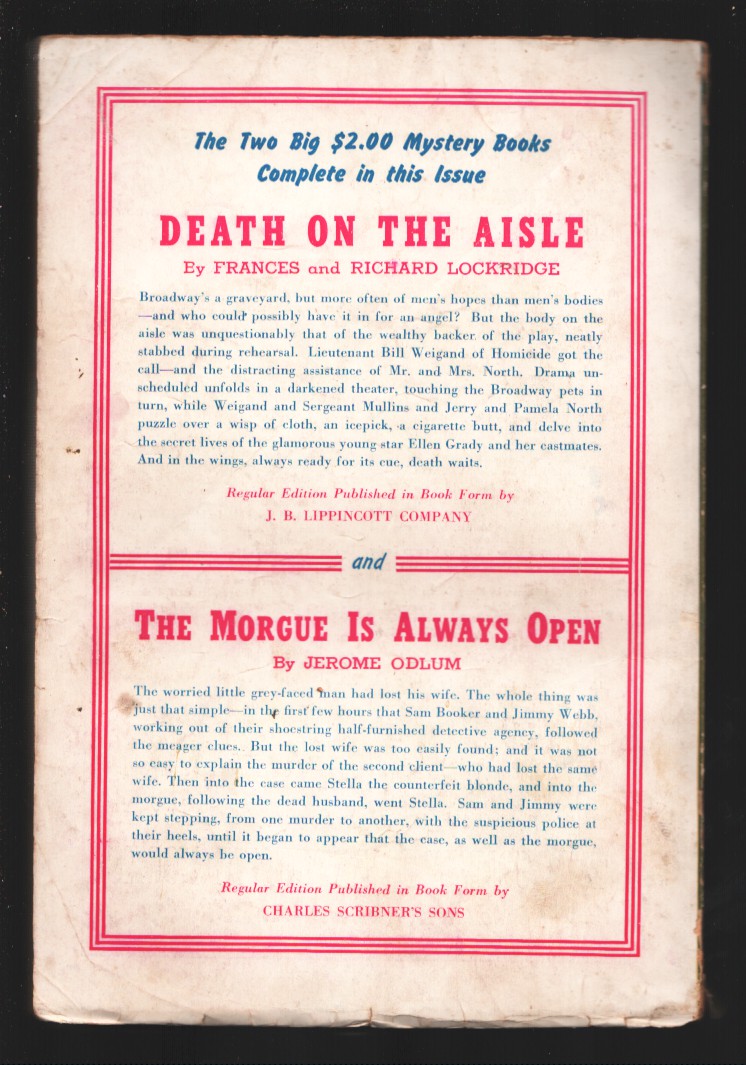 The Two Big $2.00 Mystery Books
Complete in this Issue
DEATH ON THE AISLE
By FRANCES and RICHARD LOCKRIDGE
Broadway's a graveyard, but more often of men's hopes than men's bodies
—and who could possibly have it in for an angel? But the body on the
aisle was unquestionably that of the wealthy backer of the play, neatly
stabbed during rehearsal. Lieutenant Bill Weigand of Homicide got the
call—and the distracting assistance of Mr. and Mrs. North. Drama un-
scheduled unfolds in a darkened theater, touching the Broadway pets in
turn, while Weigand and Sergeant Mullins and Jerry and Pamela North
puzzle over a wisp of cloth, an icepick, a cigarette butt, and delve into
the secret lives of the glamorous young star Ellen Grady and her castmates.
And in the wings, always ready for its cue, death waits.
Regular Edition Published in Book Form by
J. B. LIPPINCOTT COMPANY
and
THE MORGUE IS ALWAYS OPEN
By JEROME ODLUM
The worried little grey-faced man had lost his wife. The whole thing was
just that simple—in the first few hours that Sam Booker and Jimmy Webb,
working out of their shoestring half-furnished detective agency, followed
the meager clues. But the lost wife was too easily found; and it was not
so easy to explain the murder of the second client—who had lost the same
wife. Then into the case came Stella the counterfeit blonde, and into the
morgue, following the dead husband, went Stella. Sam and Jimmy were
kept stepping, from one murder to another, with the suspicious police at
their heels, until it began to appear that the case, as well as the morgue,
would always be open.
Regular Edition Published in Book Form by
CHARLES SCRIBNER'S SONS